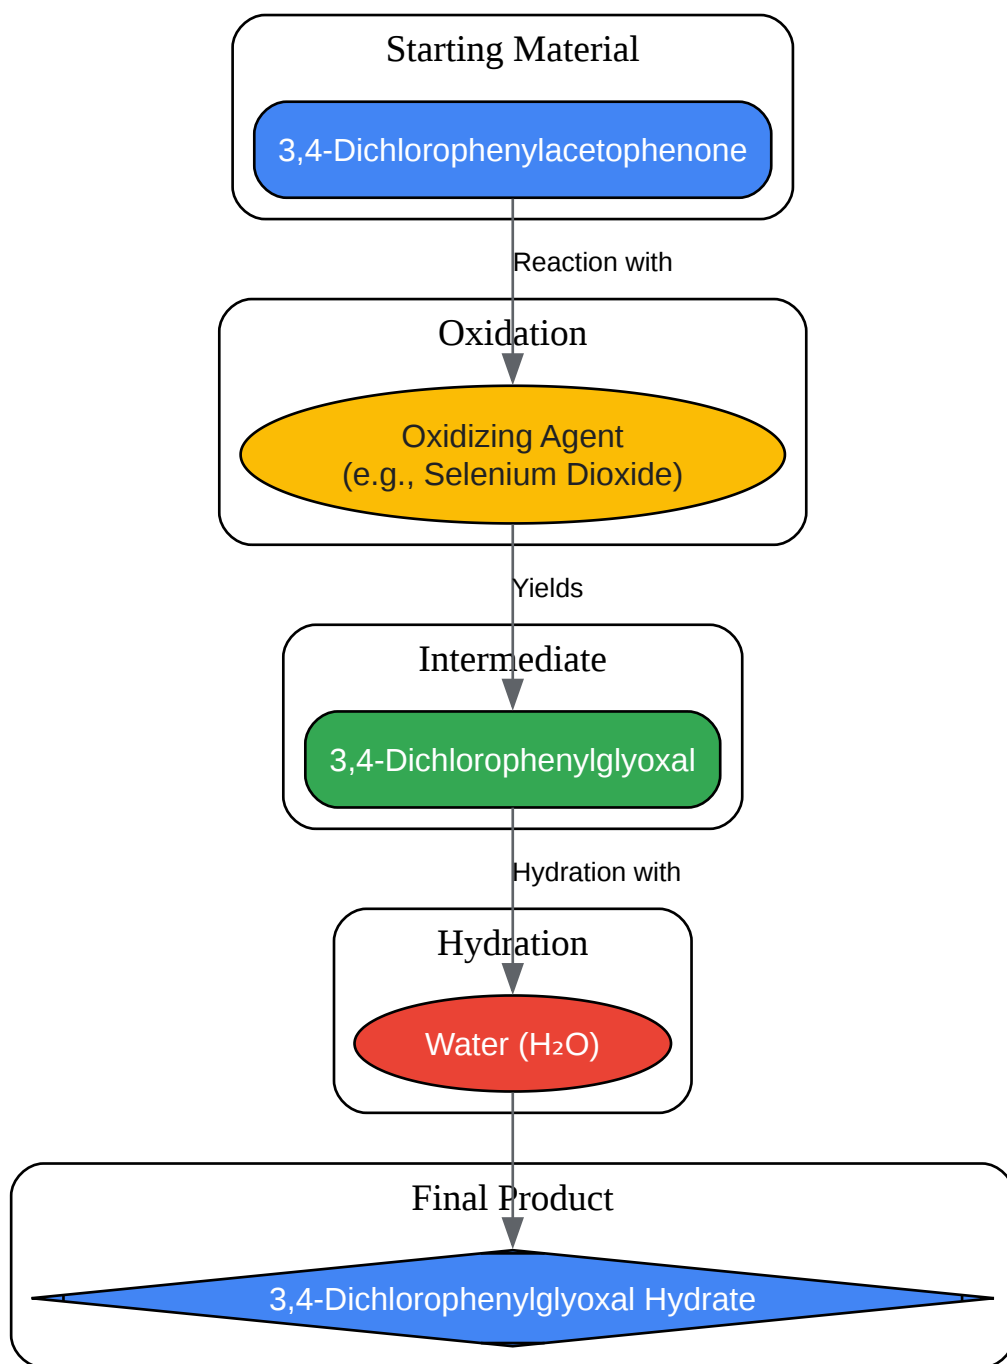 Starting Material
3,4-Dichlorophenylacetophenone
Reaction with
Oxidation
Oxidizing Agent
(e.g., Selenium Dioxide)
Yields
Intermediate
3,4-Dichlorophenylglyoxal
Hydration with
Hydration
Water (H₂O)
Final Product
3,4-Dichlorophenylglyoxal Hydrate